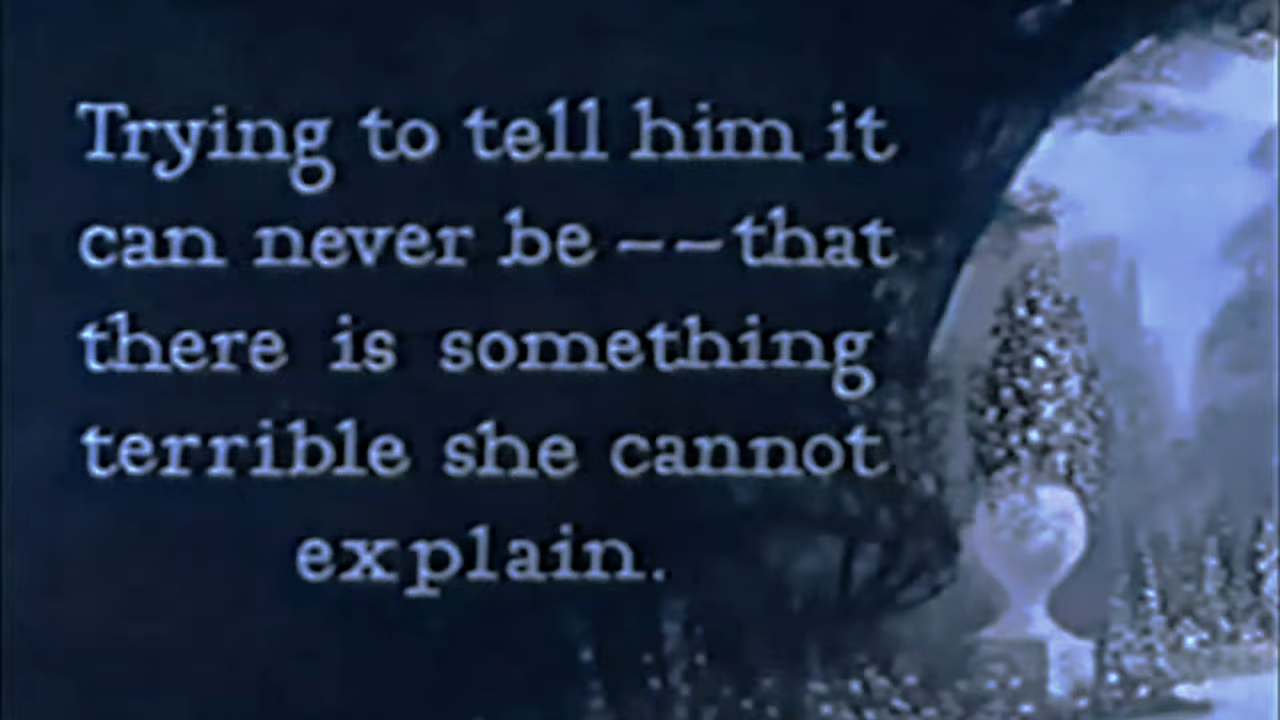 Trying to tell him it
can never be -- that
there is something
terrible she cannot
explain.